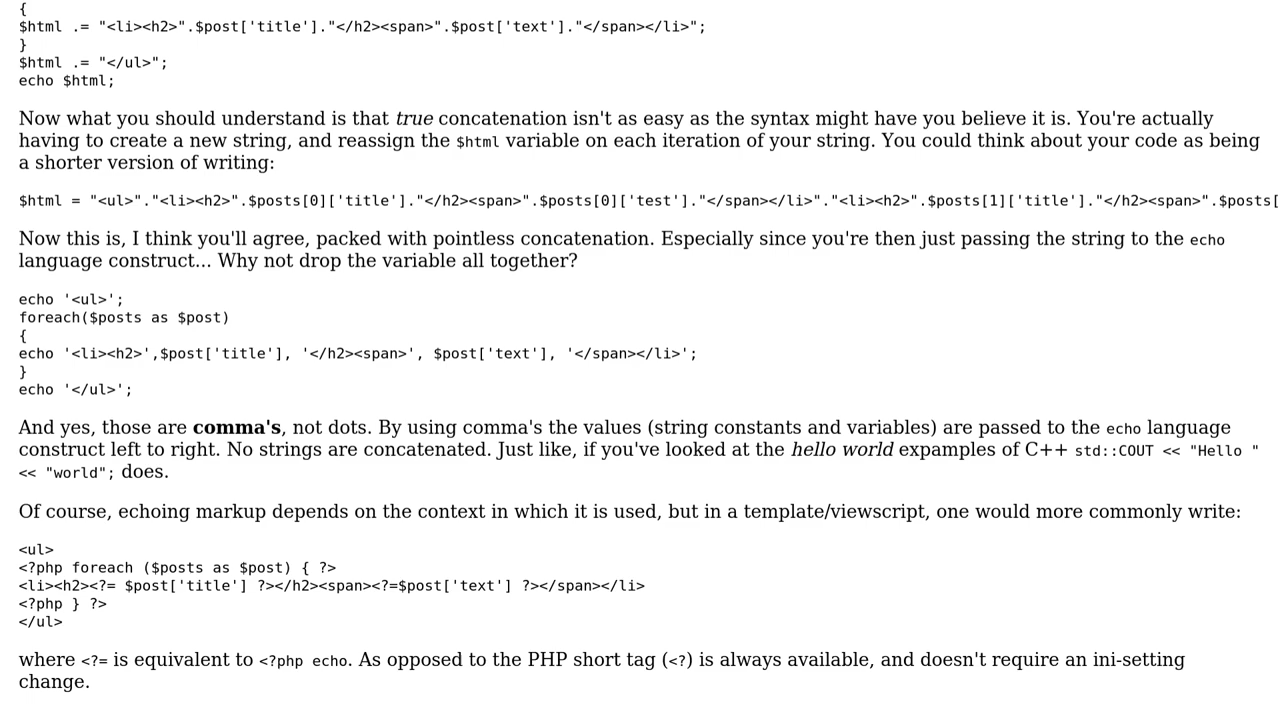 {
$html .= "<li><h2>".$post['title']."</h2><span>".$post['text']."</span></li>";
}
$html .= "</ul>";
echo $html;
Now what you should understand is that true concatenation isn't as easy as the syntax might have you believe it is. You're actually
having to create a new string, and reassign the $html variable on each iteration of your string. You could think about your code as being
a shorter version of writing:
$html = "<ul>"."<li><h2>".$posts[0]['title']."</h2><span>".$posts[0]['test']."</span></li>"."<li><h2>".$posts[1]['title']."</h2><span>".$posts[
Now this is, I think you'll agree, packed with pointless concatenation. Especially since you're then just passing the string to the echo
language construct... Why not drop the variable all together?
echo '<ul>';
foreach($posts as $post)
{
echo '<li><h2>',$post['title'], '</h2><span>', $post['text'], '</span></li>';
}
echo '</ul>';
And yes, those are comma's, not dots. By using comma's the values (string constants and variables) are passed to the echo language
construct left to right. No strings are concatenated. Just like, if you've looked at the hello world expamples of C++ std::COUT << "Hello "
<< "world"; does.
Of course, echoing markup depends on the context in which it is used, but in a template/viewscript, one would more commonly write:
<ul>
<?php foreach ($posts as $post) { ?>
<li><h2><?= $post['title'] ?></h2><span><?=$post['text'] ?></span></li>
<?php } ?>
</ul>
where <?= is equivalent to <?php echo. As opposed to the PHP short tag (<?) is always available, and doesn't require an ini-setting
change.